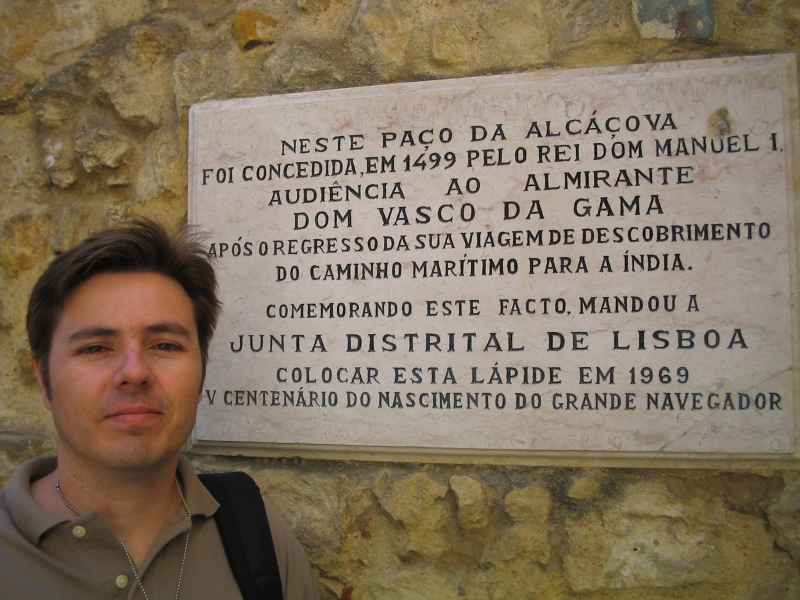 NESTE PAÇO DA ALCÁÇOVA
FOI CONCEDIDA, EM 1499 PELO REI DOM MANUEL I.
AUDIÊNCIA AO ALMIRANTE
DOM VASCO DA GAMA
APÓS O REGRESSO DA SUA VIAGEM DE DESCOBRIMENTO
DO CAMINHO MARÍTIMO PARA A ÍNDIA.
COMEMORANDO ESTE FACTO, MANDOU A
JUNTA DISTRITAL DE LISBOA
COLOCAR ESTA LÁPIDE EM 1969
V CENTENÁRIO DO NASCIMENTO DO GRANDE NAVEGADOR